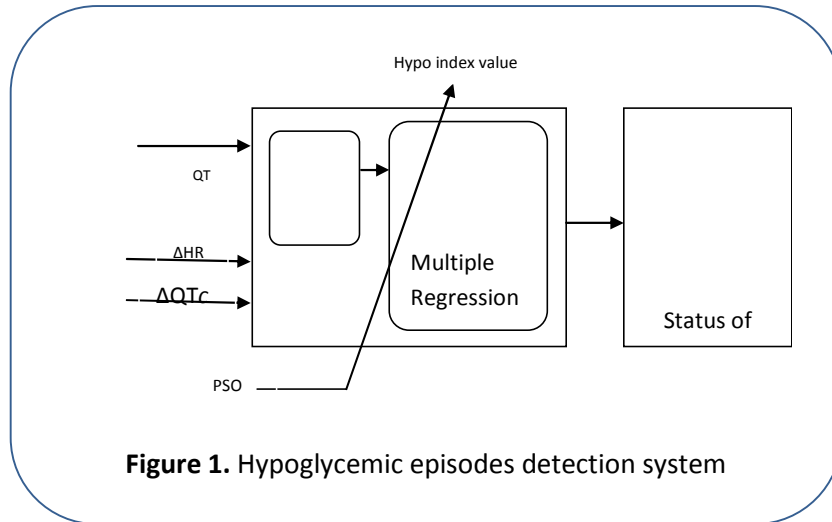 Hypo index value
QT
ΔHR
ΔQTc
Multiple
Regression
Status of
PSO
Figure 1. Hypoglycemic episodes detection system